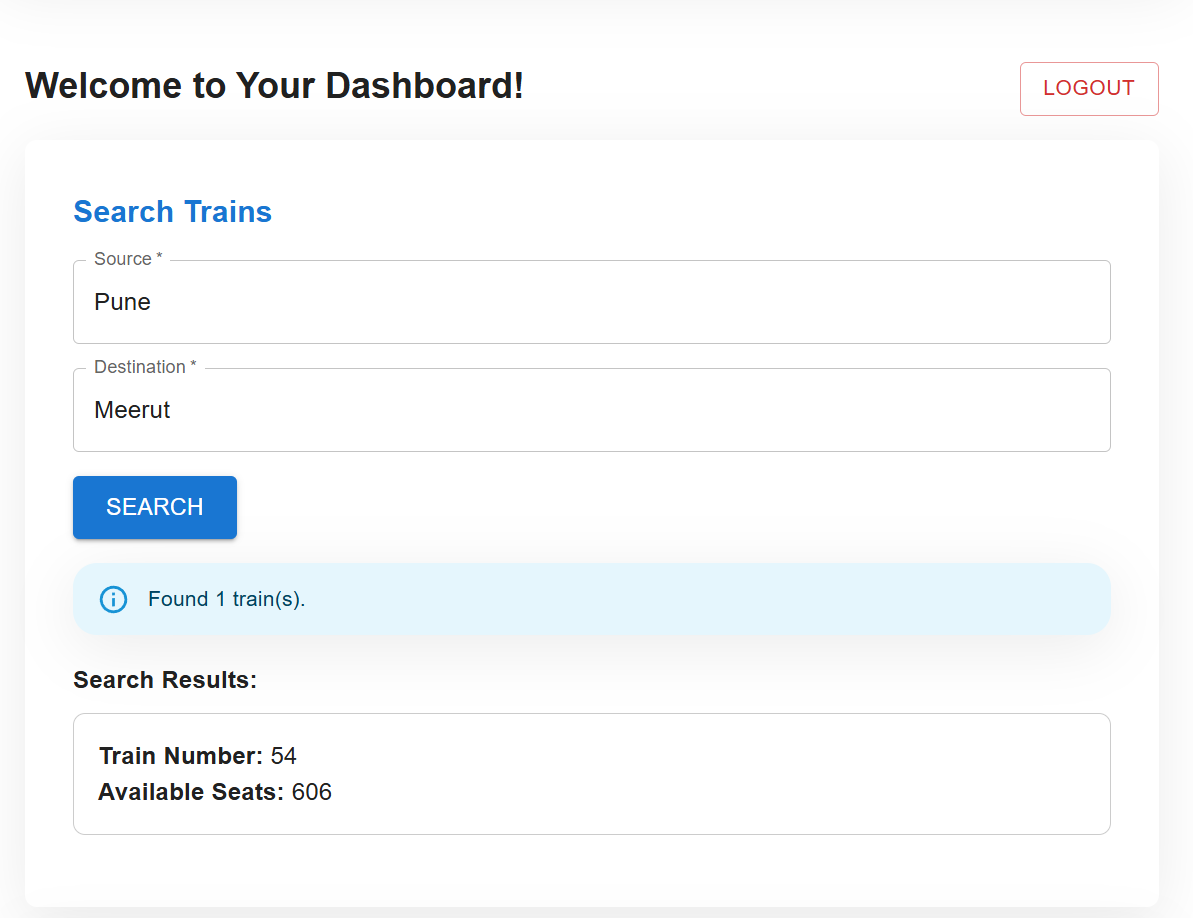 Welcome to Your Dashboard!
LOGOUT
Search Trains
Source *
Pune
Destination *
Meerut
SEARCH
Found 1 train(s).
Search Results:
Train Number: 54
Available Seats: 606